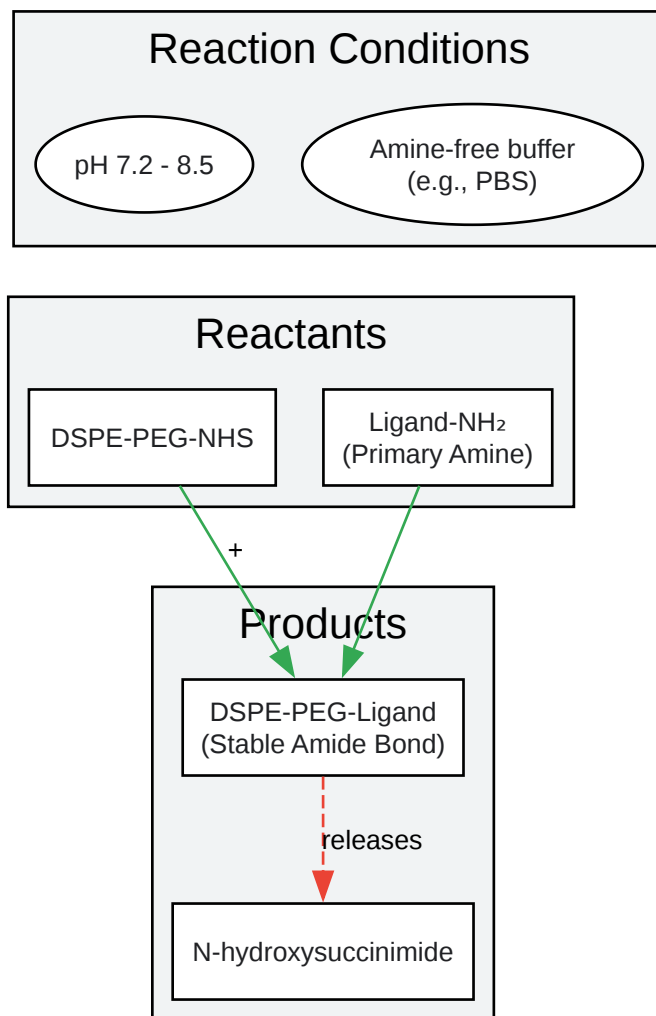 Reaction Conditions
pH 7.2 - 8.5
Amine-free buffer
(e.g., PBS)
Reactants
DSPE-PEG-NHS
Ligand-NH₂
(Primary Amine)
+
Products
DSPE-PEG-Ligand
(Stable Amide Bond)
releases
N-hydroxysuccinimide